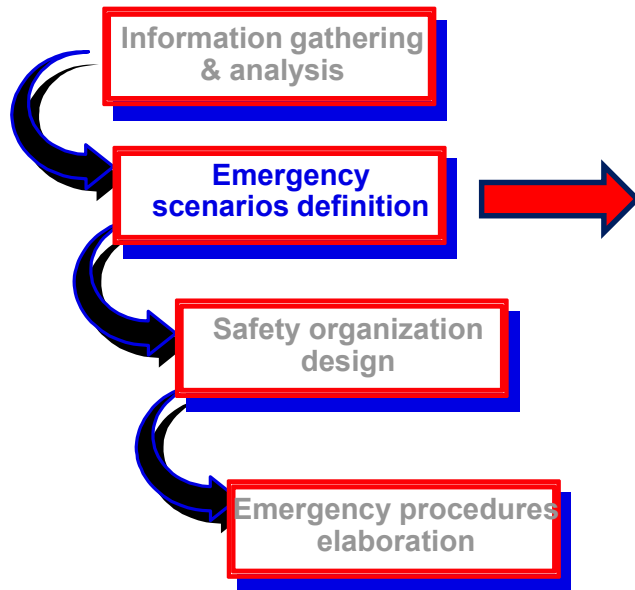 Information gathering
& analysis
Emergency
scenarios definition
Safety organization
design
Emergency procedures
elaboration